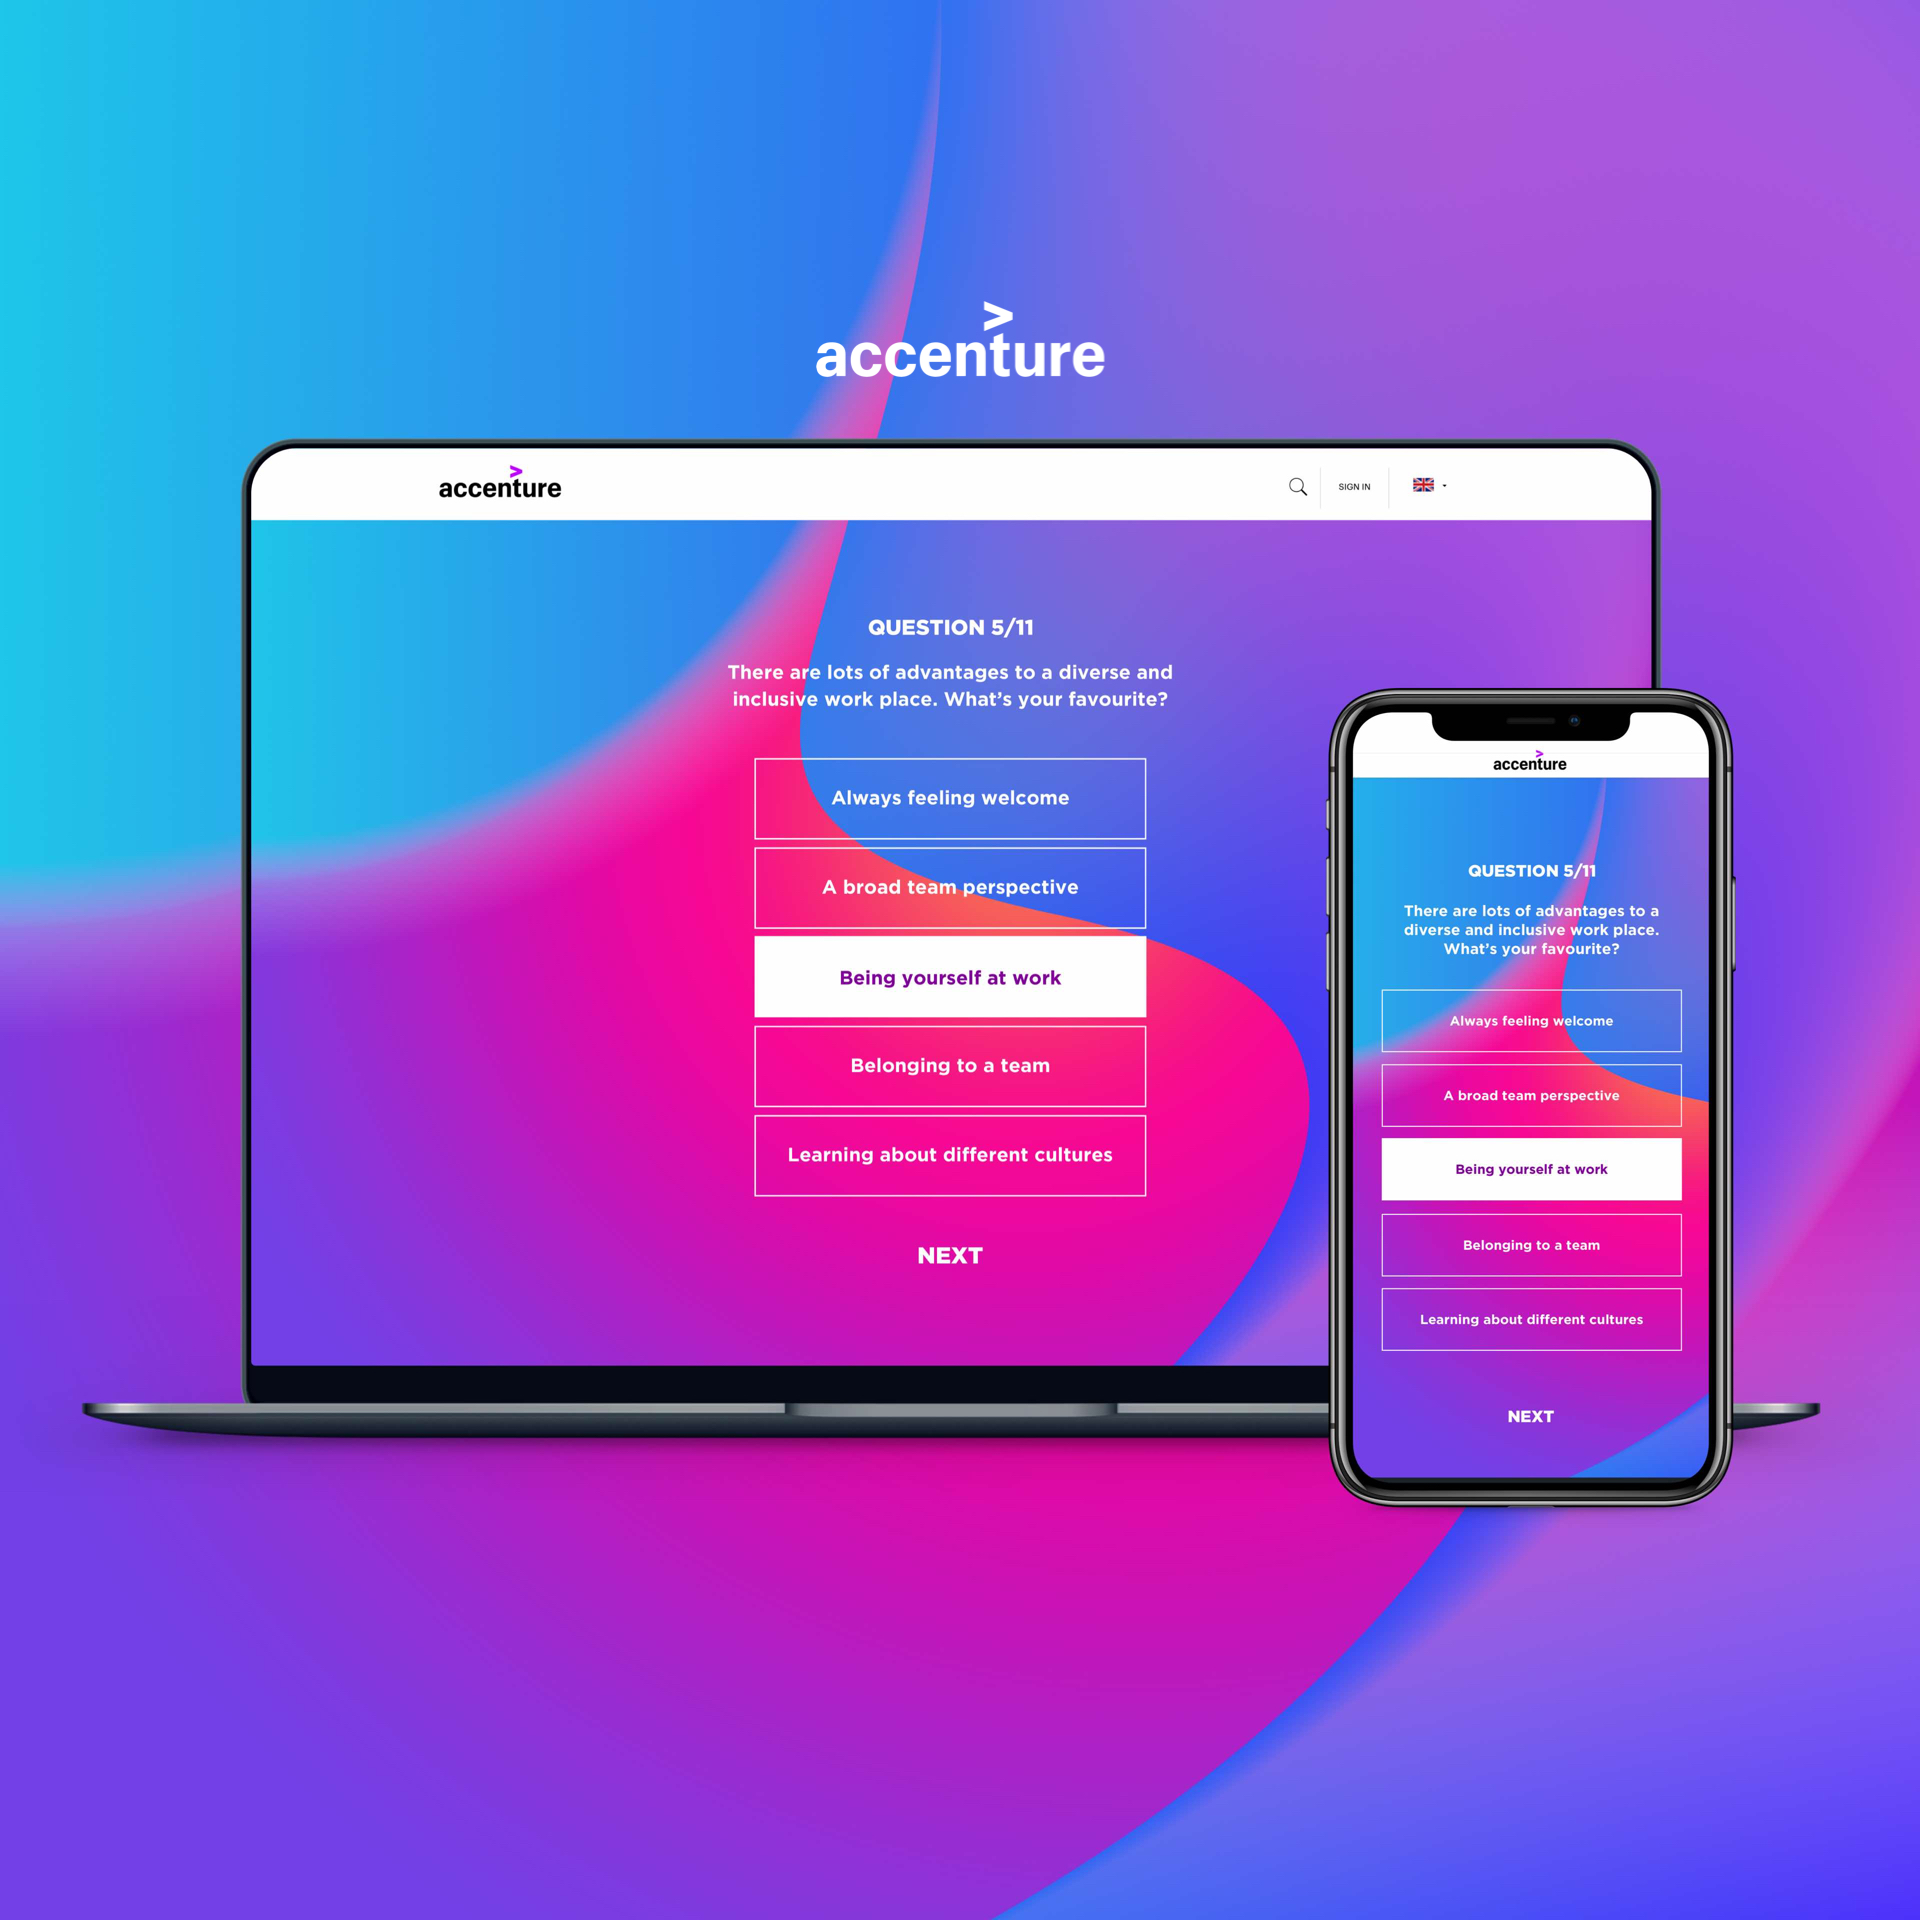 accenture
accenture
SIGN IN
QUESTION 5/11
There are lots of advantages to a diverse and
inclusive work place. What's your favourite?
Always feeling welcome
A broad team perspective
Being yourself at work
Belonging to a team
Learning about different cultures
NEXT
accenture
QUESTION 5/11
There are lots of advantages to a
diverse and inclusive work place.
What's your favourite?
Always feeling welcome
A broad team perspective
Being yourself at work
Belonging to a team
Learning about different cultures
NEXT